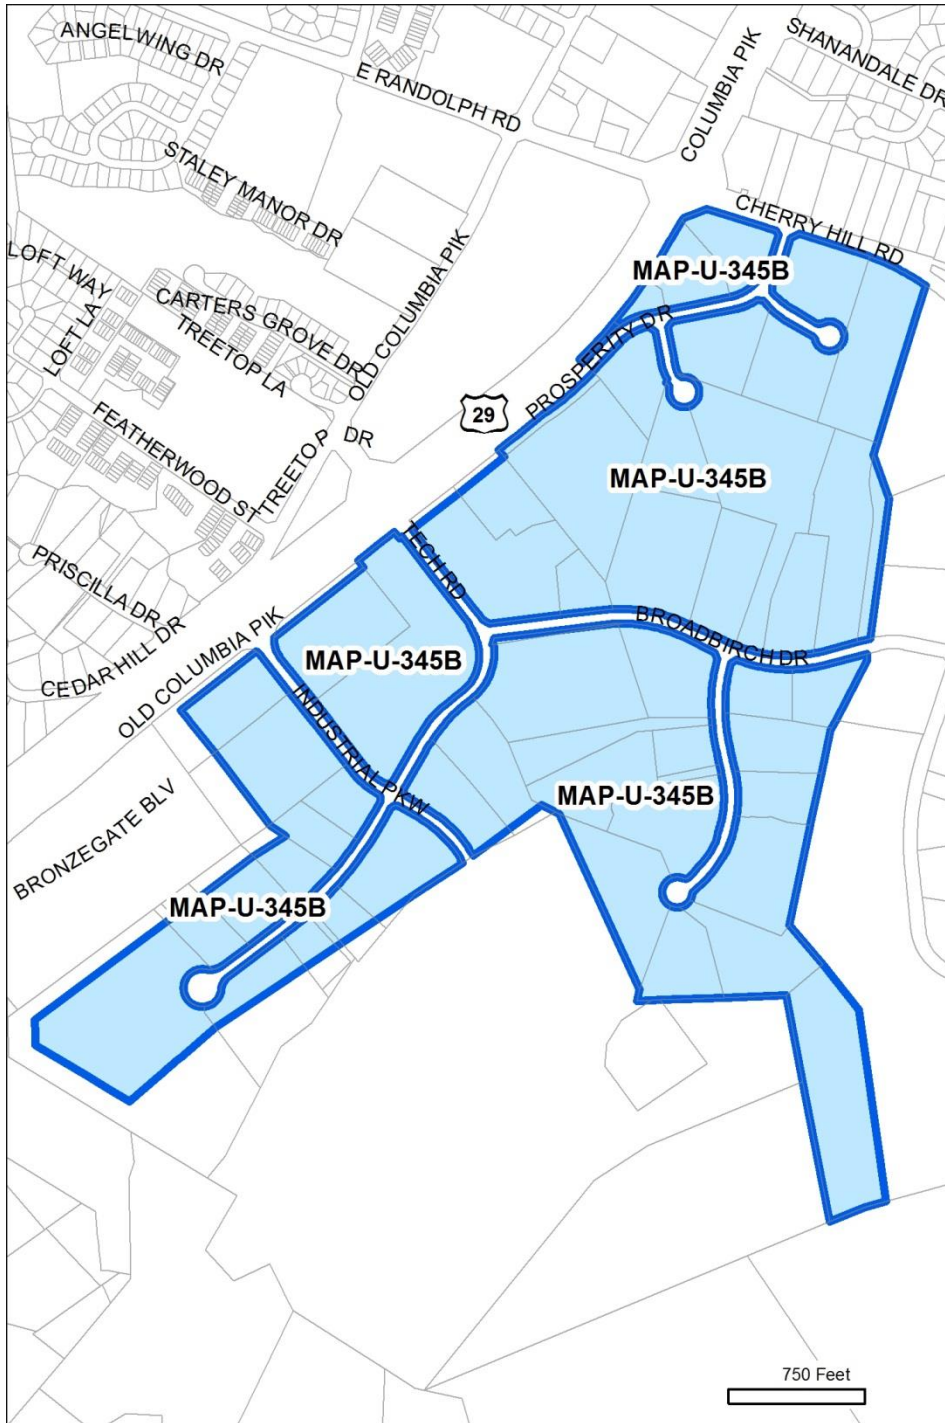 ANGELWING DR
E RANDOLPH RD
COLUMBIA PIK
SHANANDALE DR
STALEY MANOR DR
CHERRY HILL RD
LOFT WAY
OLD COLUMBIA PIK
MAP-U-345B
CARTERS GROVE DR
TREETOP LA
LOFT LA
PROSPERITY DR
29
FEATHERWOOD ST
TREETOP DR
MAP-U-345B
TECH RD
PRISCILLA DR
CEDAR HILL DR
OLD COLUMBIA PIK
BROADBIRCH DR
MAP-U-345B
INDUSTRIAL PKW
MAP-U-345B
BRONZEGATE BLV
MAP-U-345B
750 Feet